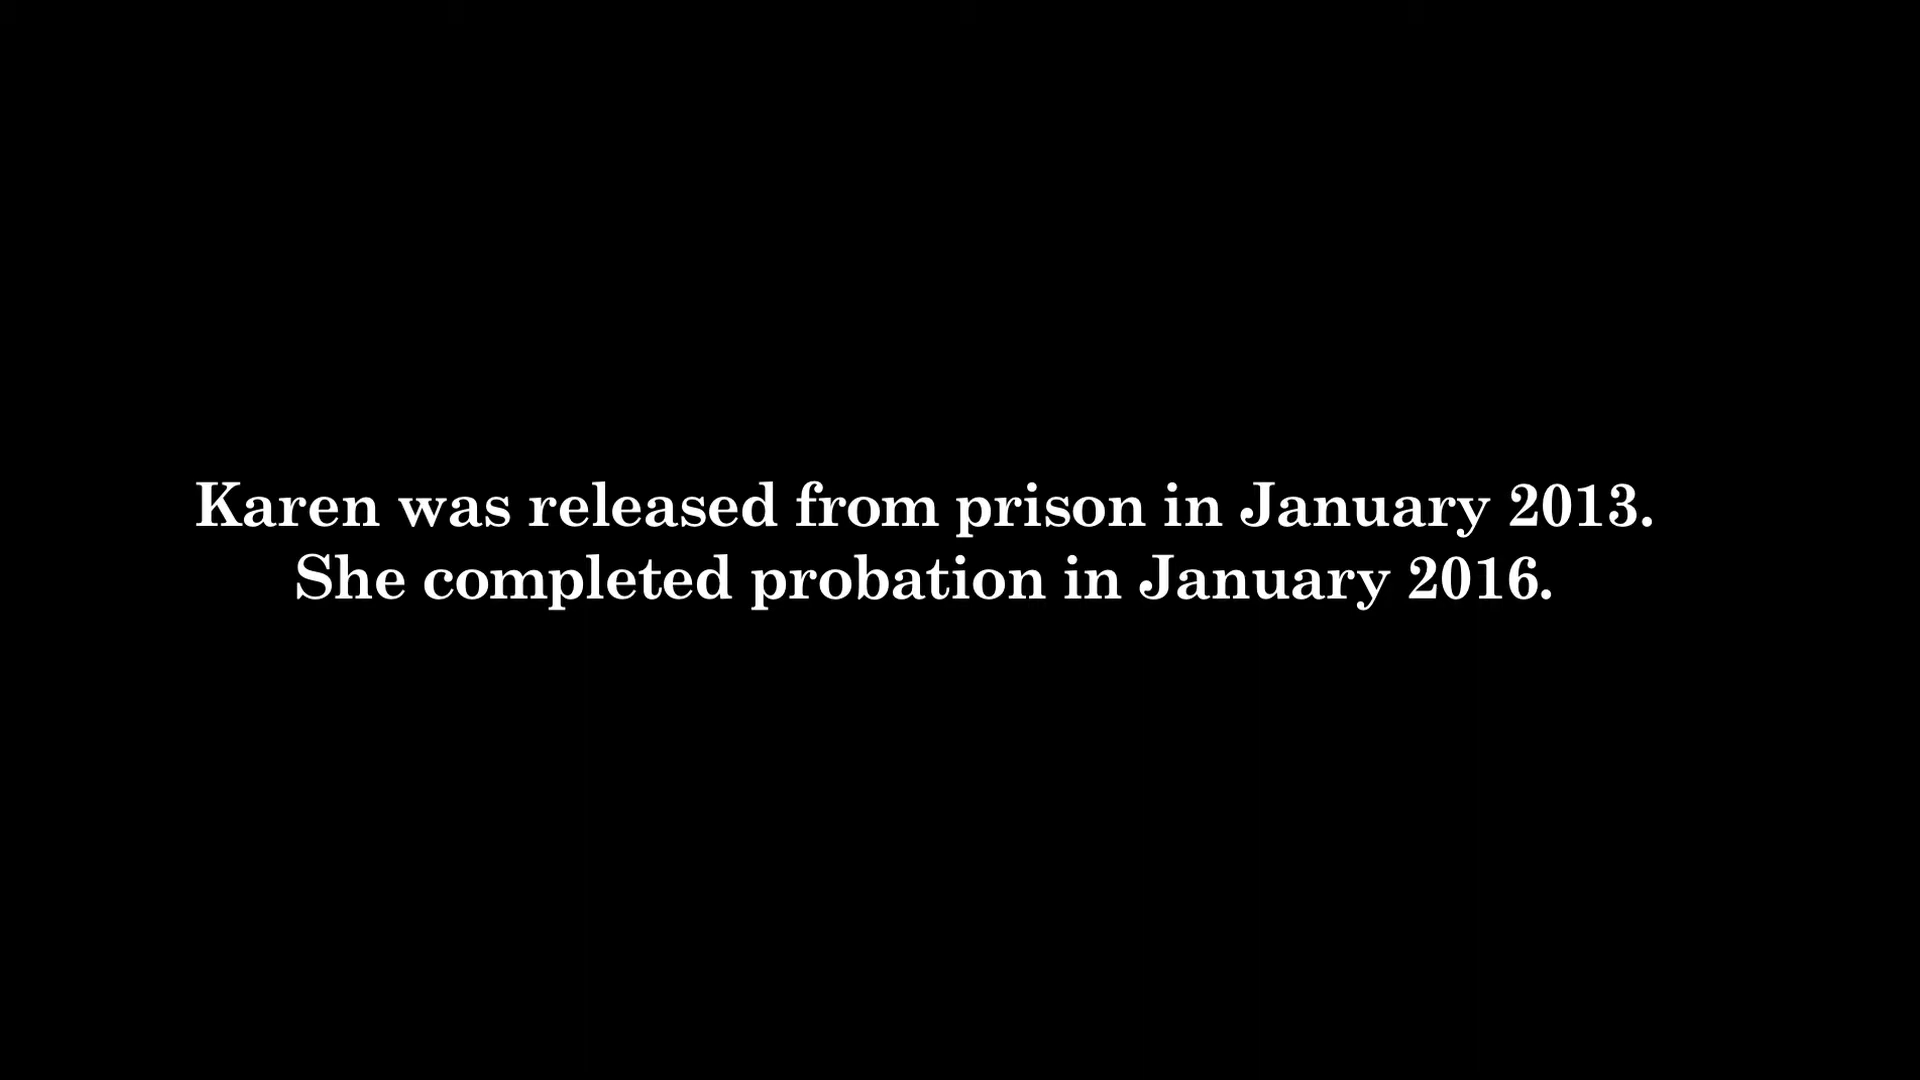 Karen was released from prison in January 2013.
She completed probation in January 2016.